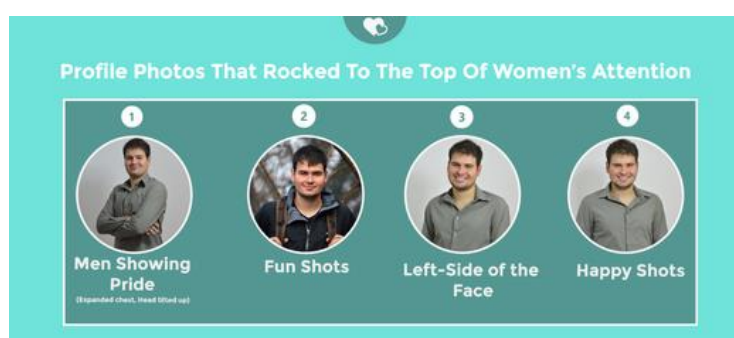 Profile Photos That Rocked To The Top Of Women's Attention
1
2
3
4
Men Showing
Pride
(Expanded chest, Head tilted up)
Fun Shots
Left-Side of the
Face
Happy Shots